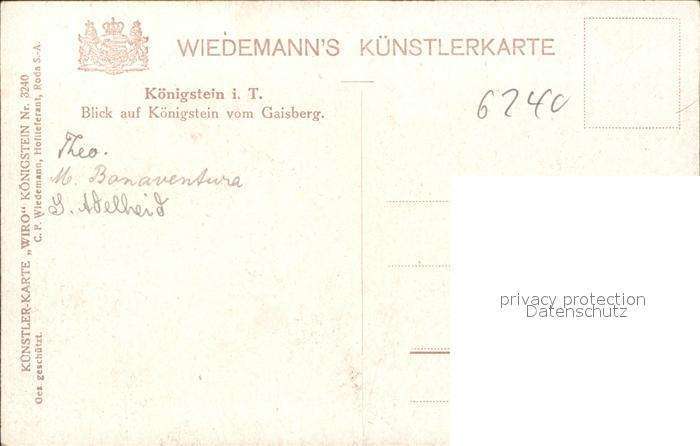 WIEDEMANN'S KÜNSTLERKARTE
Königstein i. T.
Blick auf Königstein vom Gaisberg.
6240
Theo.
M. Bonaventura
S. Adelheid
KÜNSTLER-KARTE „WIRO" KÖNIGSTEIN Nr. 3240
C. P. Wiedemann, Hoflieferant, Roda S.-A.
Ges. geschützt.
privacy protection
Datenschutz